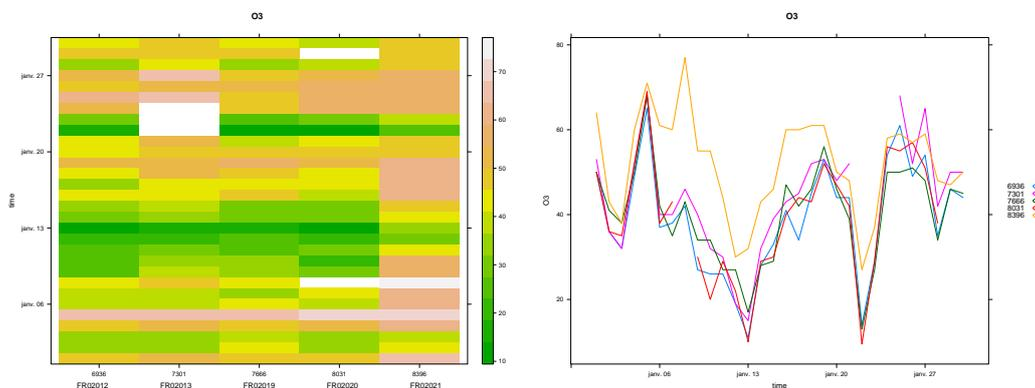 O3
janv. 27
janv. 20
janv. 13
janv. 06
time
6936 7301 7666 8031 8396
FR02012 FR02013 FR02019 FR02020 FR02021
70
60
50
40
30
20
10
O3
80
60
40
20
O3
janv. 06 janv. 13 janv. 20 janv. 27
time
6936
7301
7666
8031
8396